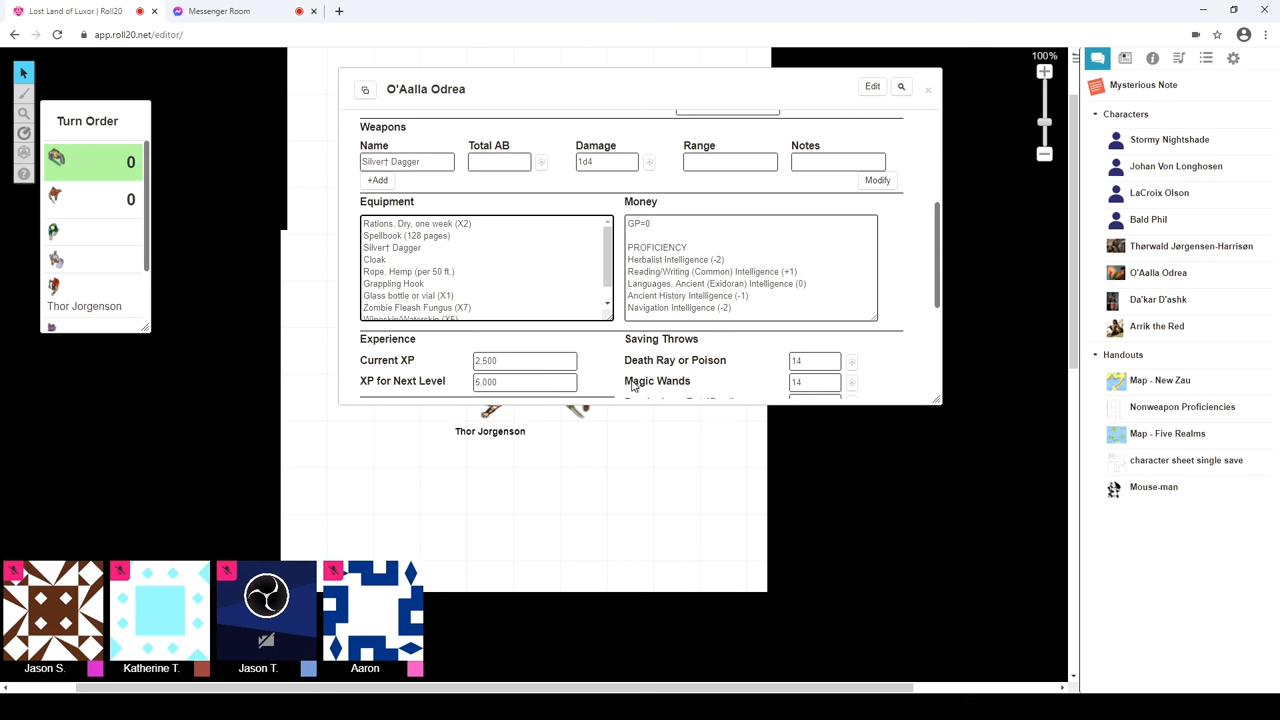 Lost Land of Luxor | Roll20
Messenger Room
app.roll20.net/editor/
100%
Turn Order
0
0
Thor Jorgenson
O'Aalla Odrea
Edit
Weapons
Name Total AB Damage Range Notes
Silver† Dagger 1d4
+Add Modify
Equipment Money
Rations, Dry, one week (X2)
Spellbook (128 pages)
Silver† Dagger
Cloak
Rope, Hemp (per 50 ft.)
Grappling Hook
Glass bottle or vial (X1)
Zombie Fleash Fungus (X7)
Wineskin/Waterskin (X5)
GP=0
PROFICIENCY
Herbalist Intelligence (-2)
Reading/Writing (Common) Intelligence (+1)
Languages, Ancient (Exidoran) Intelligence (0)
Ancient History Intelligence (-1)
Navigation Intelligence (-2)
Experience Saving Throws
Current XP 2,500 Death Ray or Poison 14
XP for Next Level 5,000 Magic Wands 14
Thor Jorgenson
Mysterious Note
Characters
Stormy Nightshade
Johan Von Longhosen
LaCroix Olson
Bald Phil
Thørwald Jørgensen-Harrisøn
O'Aalla Odrea
Da'kar D'ashk
Arrik the Red
Handouts
Map - New Zau
Nonweapon Proficiencies
Map - Five Realms
character sheet single save
Mouse-man
Jason S. Katherine T. Jason T. Aaron